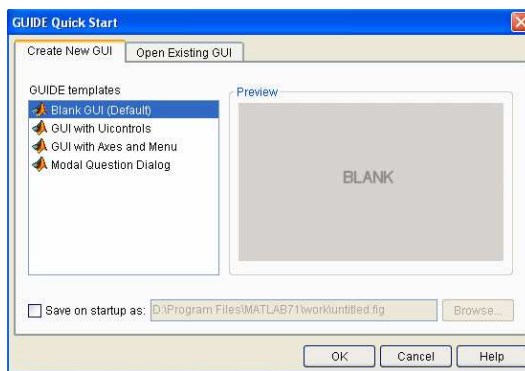 GUIDE Quick Start
Create New GUI
Open Existing GUI
GUIDE templates
Blank GUI (Default)
GUI with Uicontrols
GUI with Axes and Menu
Modal Question Dialog
Preview
BLANK
Save on startup as:
D:\Program Files\MATLAB71\work\untitled.fig
Browse...
OK
Cancel
Help